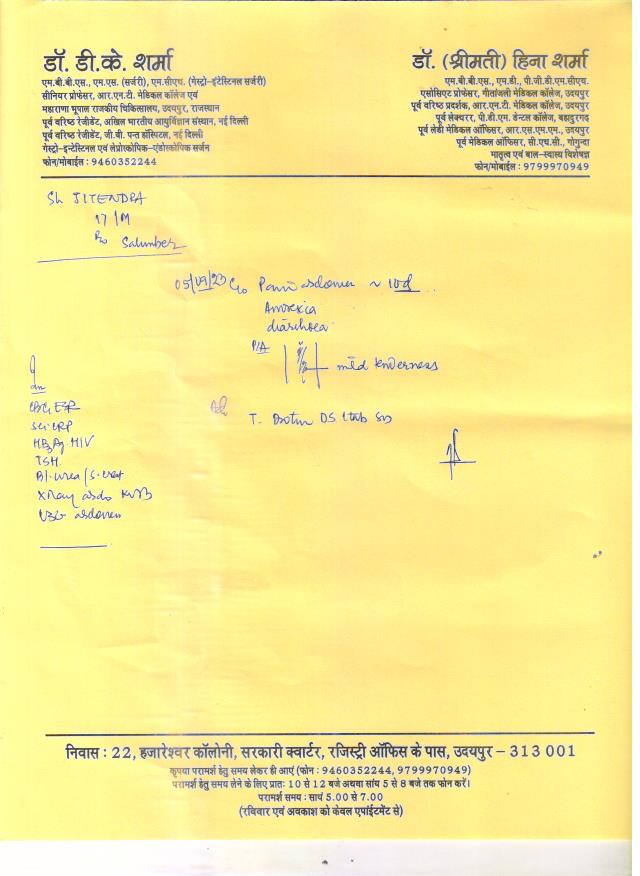 डॉ. डी.के. शर्मा
एम.बी.बी.एस., एम.एस. (सर्जरी), एम.सीएच. (गेस्ट्रो-इंटेस्टिनल सर्जरी)
सीनियर प्रोफेसर, आर.एन.टी. मेडिकल कॉलेज एवं
महाराणा भूपाल राजकीय चिकित्सालय, उदयपुर, राजस्थान
पूर्व वरिष्ठ रेजीडेंट, अखिल भारतीय आयुर्विज्ञान संस्थान, नई दिल्ली
पूर्व वरिष्ठ रेजीडेंट, जी.बी. पन्त हॉस्पिटल, नई दिल्ली
गेस्ट्रो-इन्टेस्टिनल एवं लेप्रोस्कोपिक-एंडोस्कोपिक सर्जन
फोन/मोबाईल : 9460352244
डॉ. (श्रीमती) हिना शर्मा
एम.बी.बी.एस., एम.डी., पी.जी.डी.एम.सीएच.
एसोसिएट प्रोफेसर, गीतांजली मेडिकल कॉलेज, उदयपुर
पूर्व वरिष्ठ प्रदर्शक, आर.एन.टी. मेडिकल कॉलेज, उदयपुर
पूर्व लेक्चरर, पी.डी.एम. डेन्टल कॉलेज, बहादुरगढ़
पूर्व लेडी मेडिकल ऑफिसर, आर.एस.एम.एम., उदयपुर
पूर्व मेडिकल ऑफिसर, सी.एच.सी., गोगुन्दा
मातृत्व एवं बाल-स्वास्थ्य विशेषज्ञ
फोन/मोबाईल : 9799970949
Sh JITENDRA
17/M
R/o Salumber
05/09/23 C/o Pain abdomen ~ 10d
Anorexia
diarrhoea
P/A
mild tenderness
T. DS 1 tab
CBC ESR
CRP
HBsAg HIV
TSH
Bl. urea / S. creat
X Ray abdo KUB
USG abdomen
निवास : 22, हजारेश्वर कॉलोनी, सरकारी क्वार्टर, रजिस्ट्री ऑफिस के पास, उदयपुर - 313 001
कृपया परामर्श हेतु समय लेकर ही आएं (फोन : 9460352244, 9799970949)
परामर्श हेतु समय लेने के लिए प्रातः 10 से 12 बजे अथवा सांय 5 से 8 बजे तक फोन करें।
परामर्श समय : सायं 5.00 से 7.00
(रविवार एवं अवकाश को केवल एपांईटमेंट से)